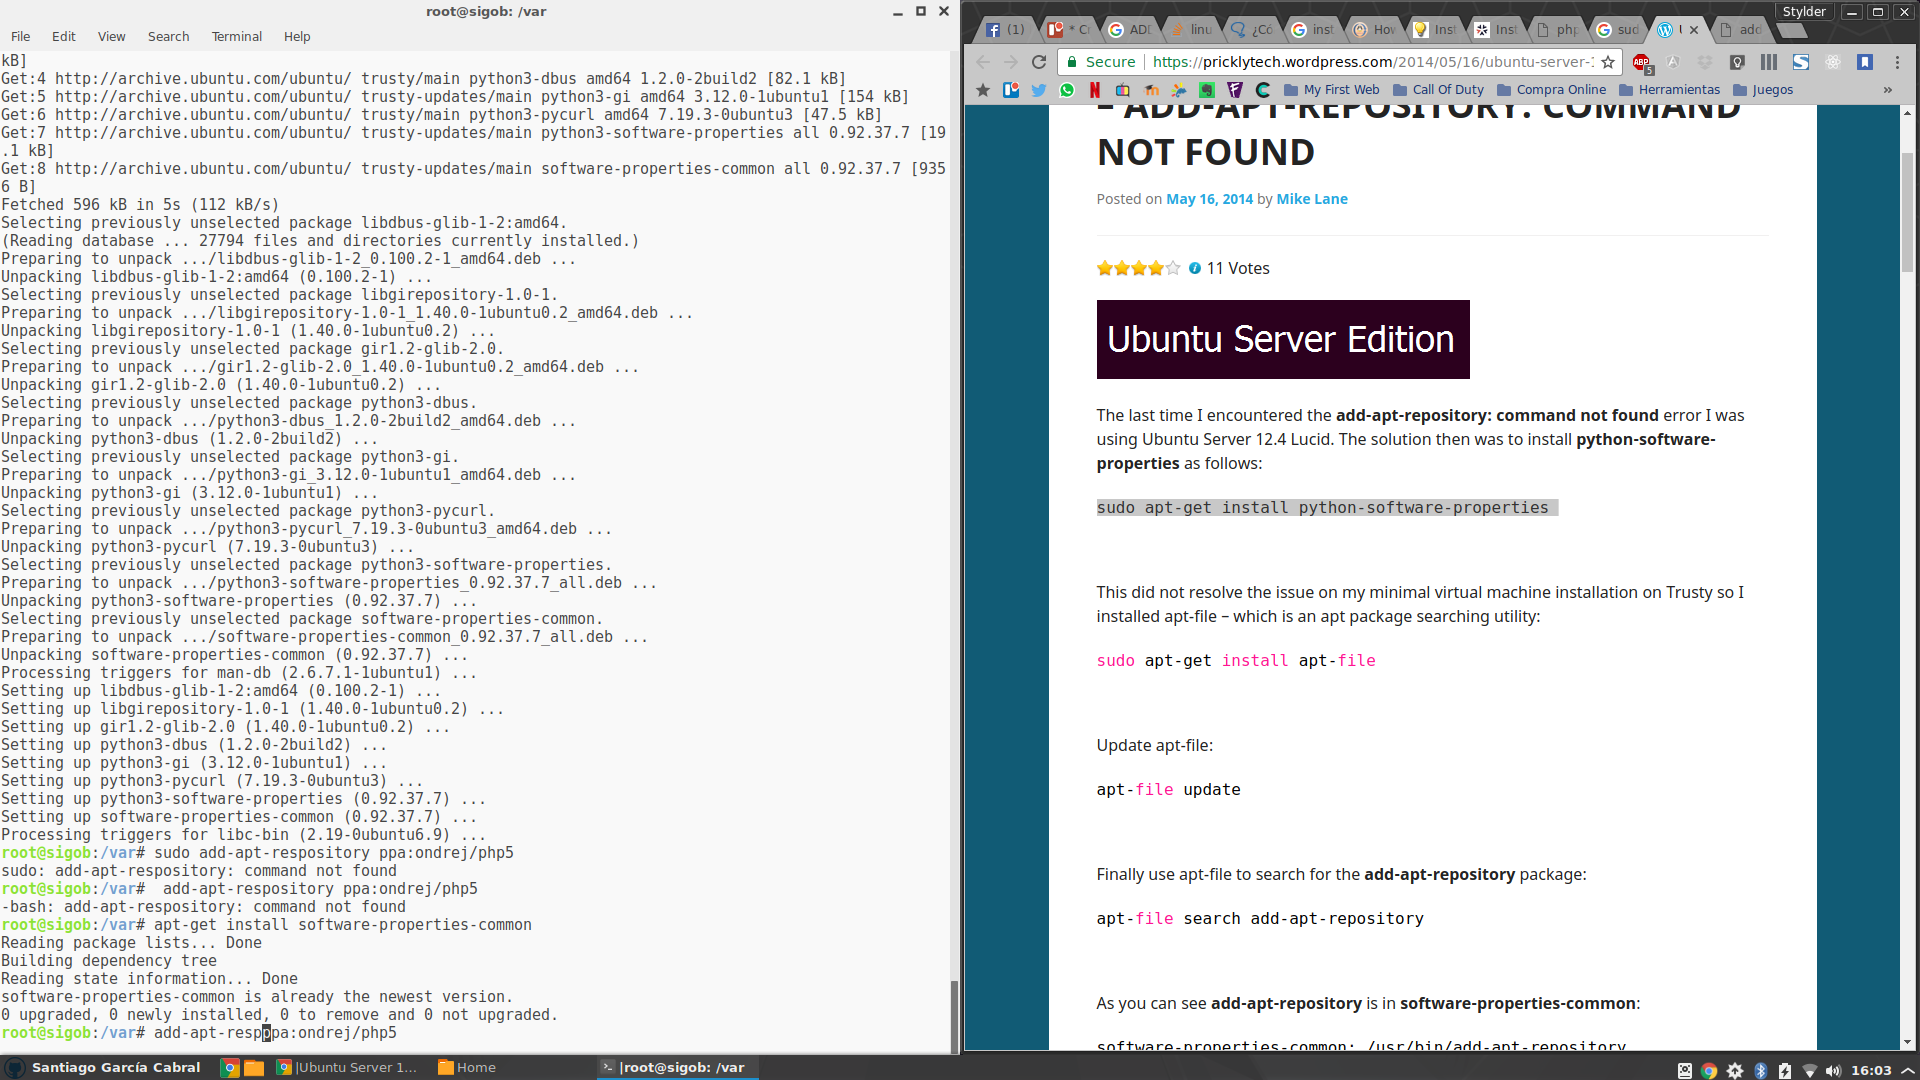 root@sigob: /var
File Edit View Search Terminal Help
kB]
Get:4 http://archive.ubuntu.com/ubuntu/ trusty/main python3-dbus amd64 1.2.0-2build2 [82.1 kB]
Get:5 http://archive.ubuntu.com/ubuntu/ trusty-updates/main python3-gi amd64 3.12.0-1ubuntu1 [154 kB]
Get:6 http://archive.ubuntu.com/ubuntu/ trusty/main python3-pycurl amd64 7.19.3-0ubuntu3 [47.5 kB]
Get:7 http://archive.ubuntu.com/ubuntu/ trusty-updates/main python3-software-properties all 0.92.37.7 [19
.1 kB]
Get:8 http://archive.ubuntu.com/ubuntu/ trusty-updates/main software-properties-common all 0.92.37.7 [935
6 B]
Fetched 596 kB in 5s (112 kB/s)
Selecting previously unselected package libdbus-glib-1-2:amd64.
(Reading database ... 27794 files and directories currently installed.)
Preparing to unpack .../libdbus-glib-1-2_0.100.2-1_amd64.deb ...
Unpacking libdbus-glib-1-2:amd64 (0.100.2-1) ...
Selecting previously unselected package libgirepository-1.0-1.
Preparing to unpack .../libgirepository-1.0-1_1.40.0-1ubuntu0.2_amd64.deb ...
Unpacking libgirepository-1.0-1 (1.40.0-1ubuntu0.2) ...
Selecting previously unselected package gir1.2-glib-2.0.
Preparing to unpack .../gir1.2-glib-2.0_1.40.0-1ubuntu0.2_amd64.deb ...
Unpacking gir1.2-glib-2.0 (1.40.0-1ubuntu0.2) ...
Selecting previously unselected package python3-dbus.
Preparing to unpack .../python3-dbus_1.2.0-2build2_amd64.deb ...
Unpacking python3-dbus (1.2.0-2build2) ...
Selecting previously unselected package python3-gi.
Preparing to unpack .../python3-gi_3.12.0-1ubuntu1_amd64.deb ...
Unpacking python3-gi (3.12.0-1ubuntu1) ...
Selecting previously unselected package python3-pycurl.
Preparing to unpack .../python3-pycurl_7.19.3-0ubuntu3_amd64.deb ...
Unpacking python3-pycurl (7.19.3-0ubuntu3) ...
Selecting previously unselected package python3-software-properties.
Preparing to unpack .../python3-software-properties_0.92.37.7_all.deb ...
Unpacking python3-software-properties (0.92.37.7) ...
Selecting previously unselected package software-properties-common.
Preparing to unpack .../software-properties-common_0.92.37.7_all.deb ...
Unpacking software-properties-common (0.92.37.7) ...
Processing triggers for man-db (2.6.7.1-1ubuntu1) ...
Setting up libdbus-glib-1-2:amd64 (0.100.2-1) ...
Setting up libgirepository-1.0-1 (1.40.0-1ubuntu0.2) ...
Setting up gir1.2-glib-2.0 (1.40.0-1ubuntu0.2) ...
Setting up python3-dbus (1.2.0-2build2) ...
Setting up python3-gi (3.12.0-1ubuntu1) ...
Setting up python3-pycurl (7.19.3-0ubuntu3) ...
Setting up python3-software-properties (0.92.37.7) ...
Setting up software-properties-common (0.92.37.7) ...
Processing triggers for libc-bin (2.19-0ubuntu6.9) ...
root@sigob:/var# sudo add-apt-respository ppa:ondrej/php5
sudo: add-apt-respository: command not found
root@sigob:/var#  add-apt-respository ppa:ondrej/php5
-bash: add-apt-respository: command not found
root@sigob:/var# apt-get install software-properties-common
Reading package lists... Done
Building dependency tree
Reading state information... Done
software-properties-common is already the newest version.
0 upgraded, 0 newly installed, 0 to remove and 0 not upgraded.
root@sigob:/var# add-apt-respppa:ondrej/php5
Stylder
(1) * C ADD linu ¿Có inst How Inst Inst php sud U add
Secure https://pricklytech.wordpress.com/2014/05/16/ubuntu-server-1
ABP 5
My First Web Call Of Duty Compra Online Herramientas Juegos »
– ADD-APT-REPOSITORY: COMMAND
NOT FOUND
Posted on May 16, 2014 by Mike Lane
11 Votes
Ubuntu Server Edition
The last time I encountered the add-apt-repository: command not found error I was
using Ubuntu Server 12.4 Lucid. The solution then was to install python-software-
properties as follows:
sudo apt-get install python-software-properties
This did not resolve the issue on my minimal virtual machine installation on Trusty so I
installed apt-file – which is an apt package searching utility:
sudo apt-get install apt-file
Update apt-file:
apt-file update
Finally use apt-file to search for the add-apt-repository package:
apt-file search add-apt-repository
As you can see add-apt-repository is in software-properties-common:
software-properties-common: /usr/bin/add-apt-repository
Santiago García Cabral |Ubuntu Server 1... Home |root@sigob: /var 16:03